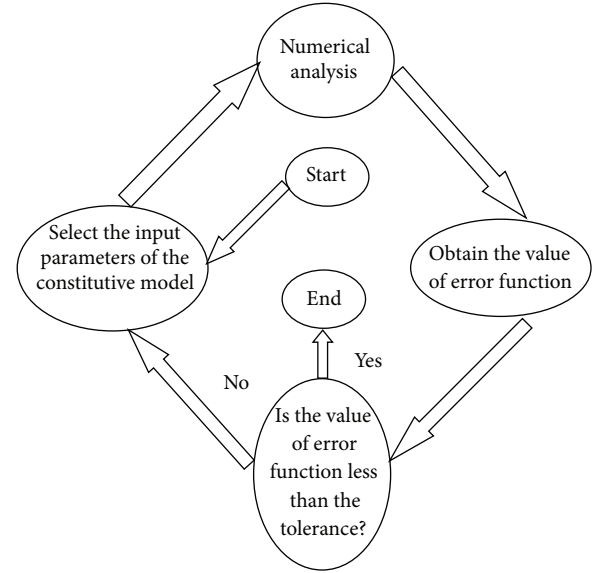 Numerical
analysis
Start
Select the input
parameters of the
constitutive model
Obtain the value
of error function
End
Yes
No
Is the value
of error
function less
than the
tolerance?